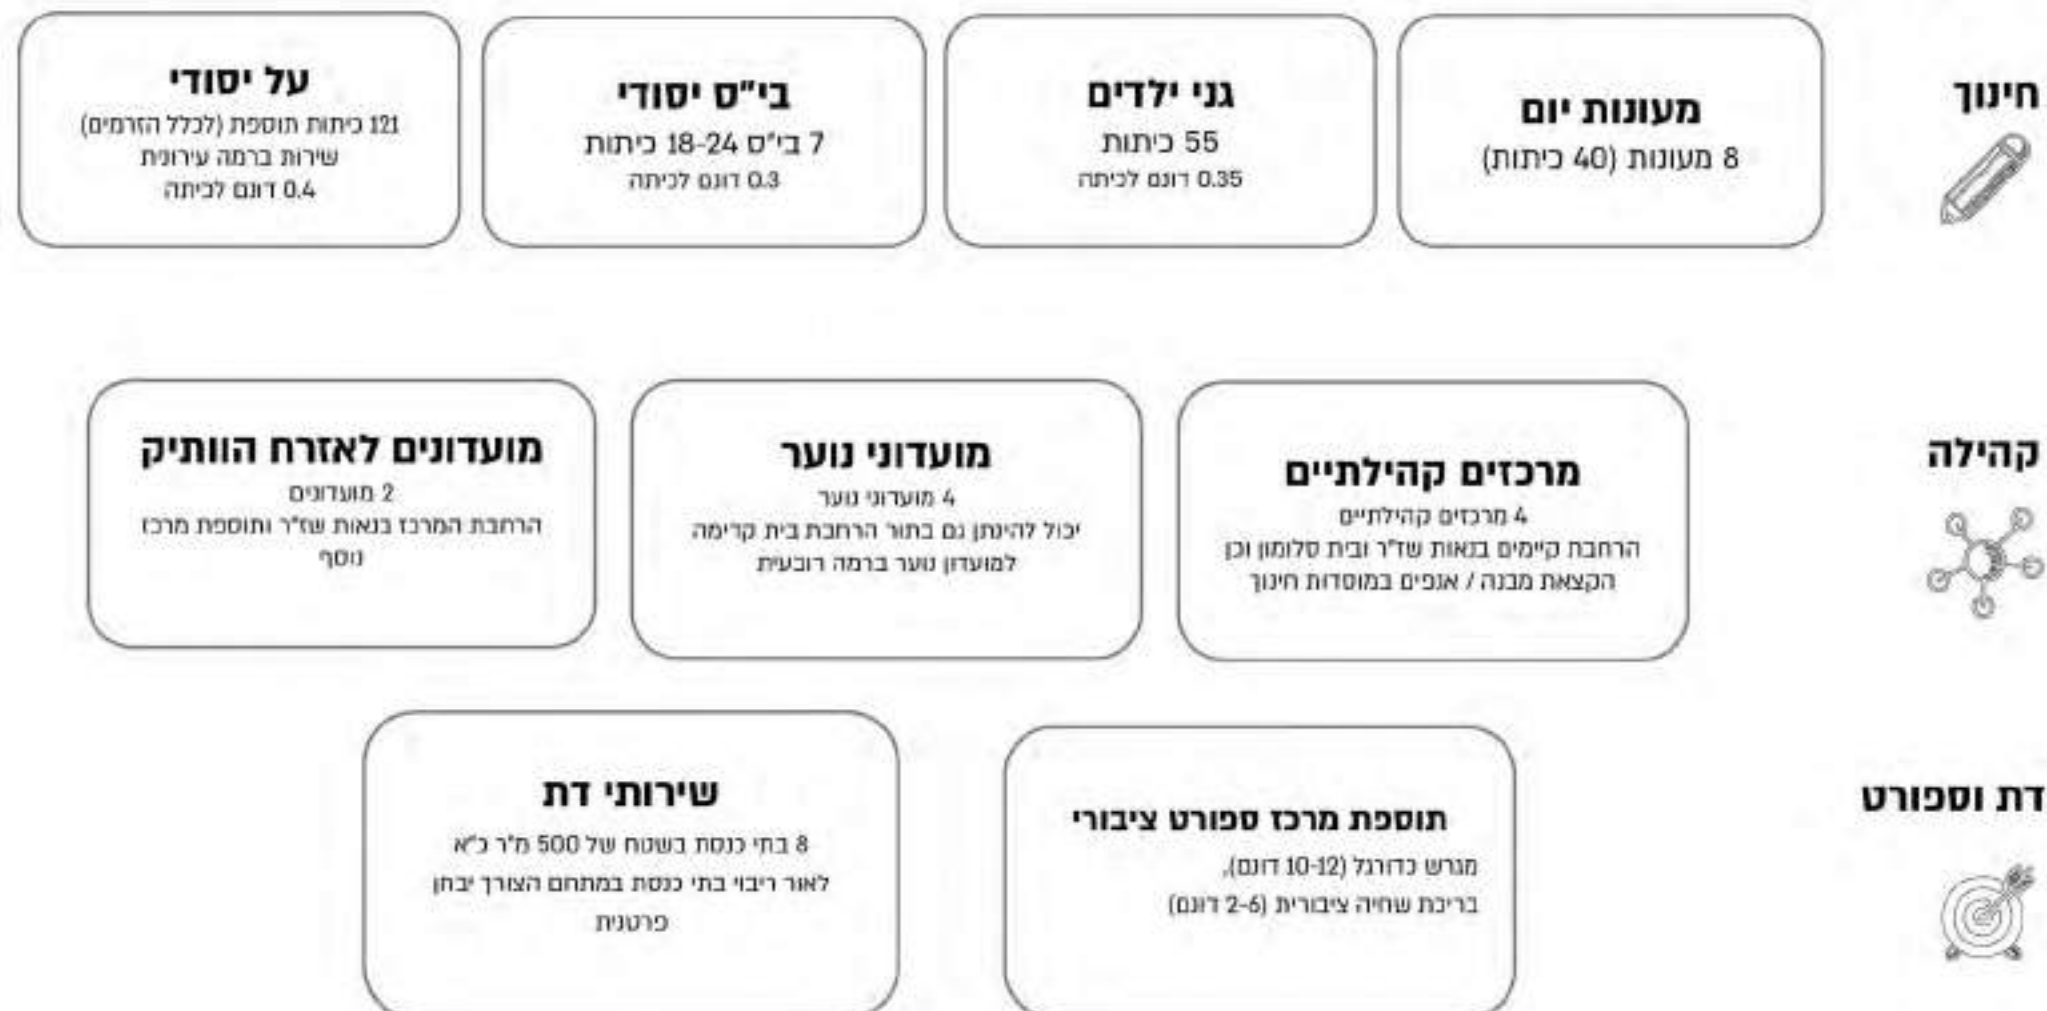 חינוך
מעונות יום
8 מעונות (40 כיתות)
גני ילדים
55 כיתות
0.35 דונם לכיתה
בי"ס יסודי
7 בי"ס 18-24 כיתות
0.3 דונם לכיתה
על יסודי
121 כיתות תוספת (לכלל הזרמים)
שירות ברמה עירונית
0.4 דונם לכיתה
קהילה
מרכזים קהילתיים
4 מרכזים קהילתיים
הרחבת קיימים בנאות שז"ר ובית סלומון וכן
הקצאת מבנה / אגפים במוסדות חינוך
מועדוני נוער
4 מועדוני נוער
יכול להינתן גם בתור הרחבת בית קדימה
למועדון נוער ברמה רובעית
מועדונים לאזרח הוותיק
2 מועדונים
הרחבת המרכז בנאות שז"ר ותוספת מרכז
נוסף
דת וספורט
תוספת מרכז ספורט ציבורי
מגרש כדורגל (10-12 דונם),
בריכת שחיה ציבורית (2-6 דונם)
שירותי דת
8 בתי כנסת בשטח של 500 מ"ר כ"א
לאור ריבוי בתי כנסת במתחם הצורך יבחן
פרטנית